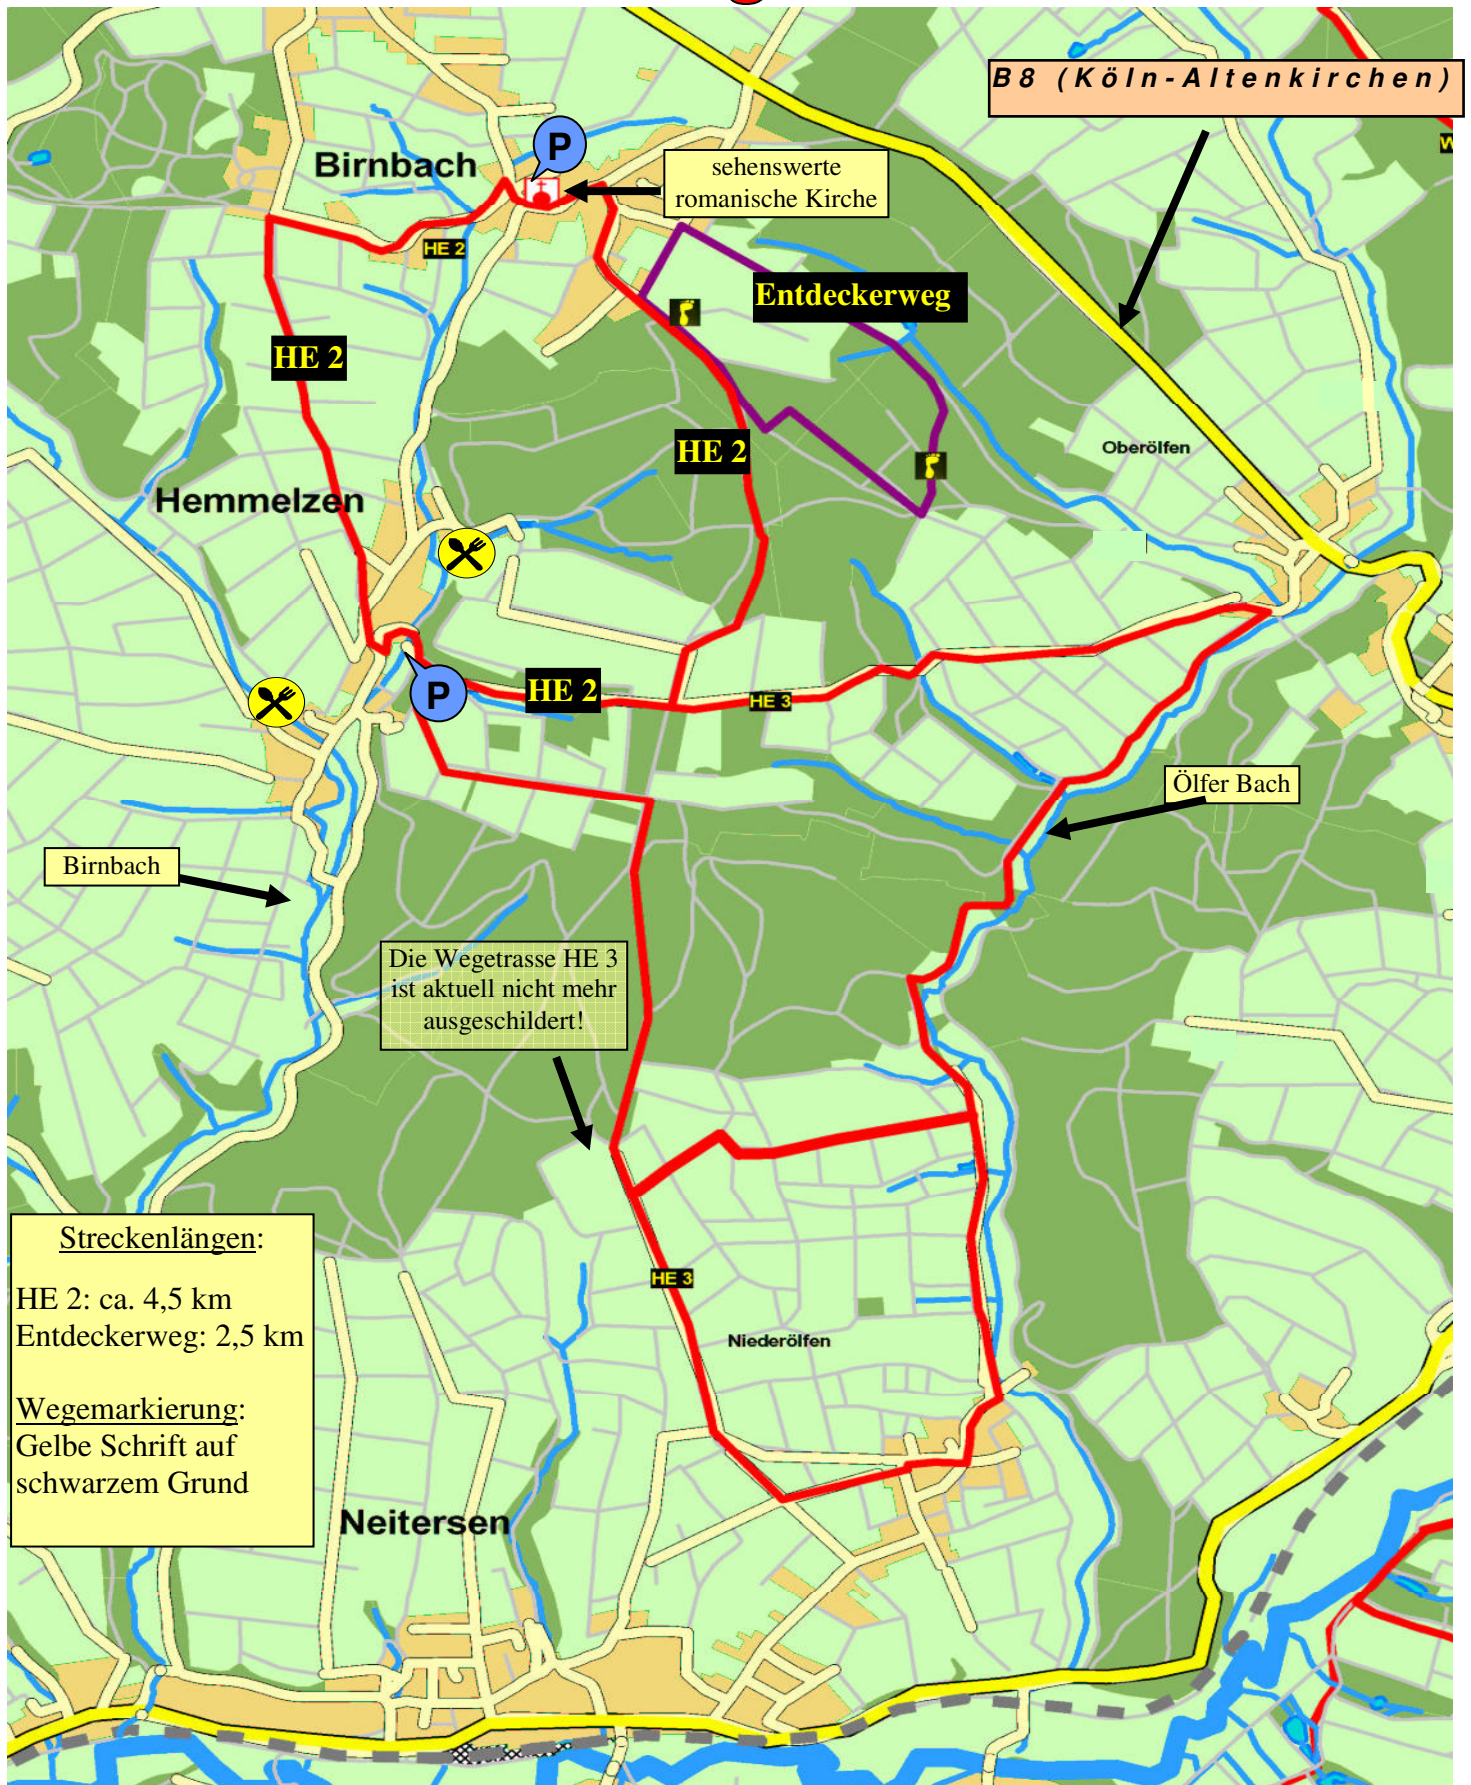 B8 (Köln-Altenkirchen)
W
P
Birnbach
sehenswerte
romanische Kirche
HE 2
Entdeckerweg
HE 2
HE 2
Oberölfen
Hemmelzen
P
HE 2
HE 3
Ölfer Bach
Birnbach
Die Wegetrasse HE 3
ist aktuell nicht mehr
ausgeschildert!
Streckenlängen:
HE 2: ca. 4,5 km
Entdeckerweg: 2,5 km
Wegemarkierung:
Gelbe Schrift auf
schwarzem Grund
HE 3
Niederölfen
Neitersen